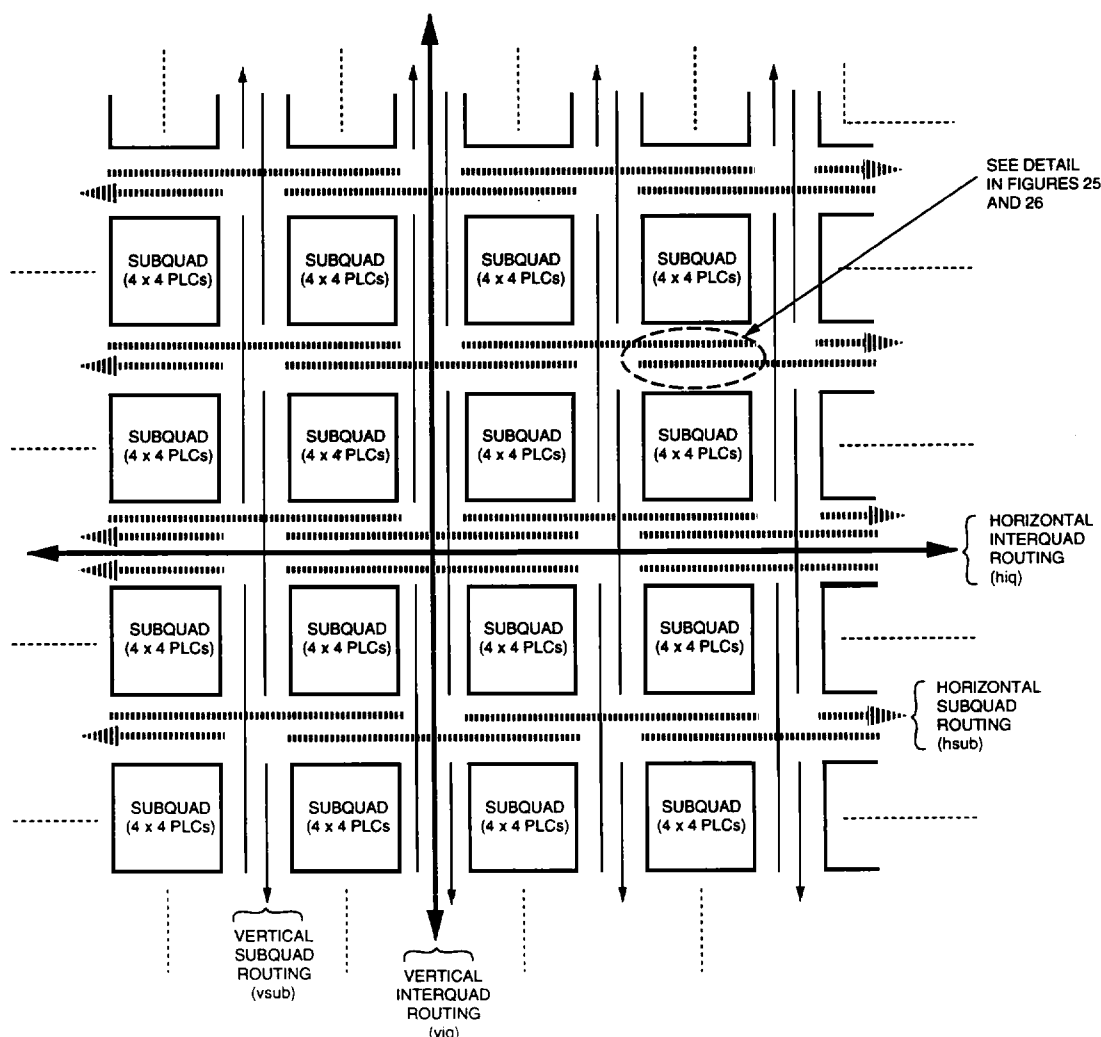 SEE DETAIL
IN FIGURES 25
AND 26
SUBQUAD
(4 x 4 PLCs)
SUBQUAD
(4 x 4 PLCs)
SUBQUAD
(4 x 4 PLCs)
SUBQUAD
(4 x 4 PLCs)
SUBQUAD
(4 x 4 PLCs)
SUBQUAD
(4 x 4 PLCs)
SUBQUAD
(4 x 4 PLCs)
SUBQUAD
(4 x 4 PLCs)
HORIZONTAL
INTERQUAD
ROUTING
(hiq)
SUBQUAD
(4 x 4 PLCs)
SUBQUAD
(4 x 4 PLCs)
SUBQUAD
(4 x 4 PLCs)
SUBQUAD
(4 x 4 PLCs)
HORIZONTAL
SUBQUAD
ROUTING
(hsub)
SUBQUAD
(4 x 4 PLCs)
SUBQUAD
(4 x 4 PLCs
SUBQUAD
(4 x 4 PLCs)
SUBQUAD
(4 x 4 PLCs)
VERTICAL
SUBQUAD
ROUTING
(vsub)
VERTICAL
INTERQUAD
ROUTING
(viq)